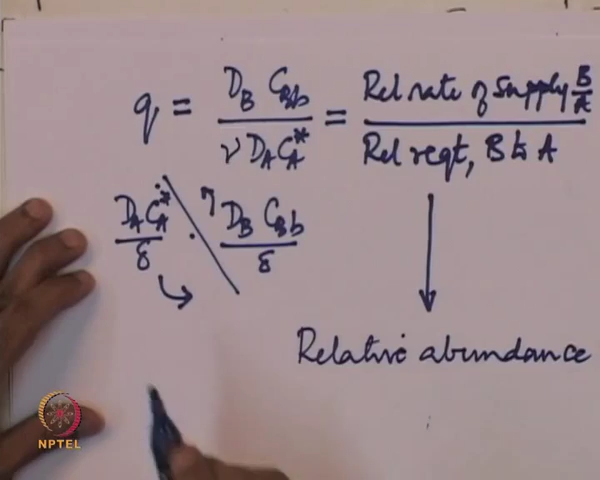 q = D_B C_Bb / ν D_A C_A* = Rel rate of supply B/A / Rel reqt, B to A
D_A C_A* / δ . D_B C_Bb / δ
Relative abundance
NPTEL